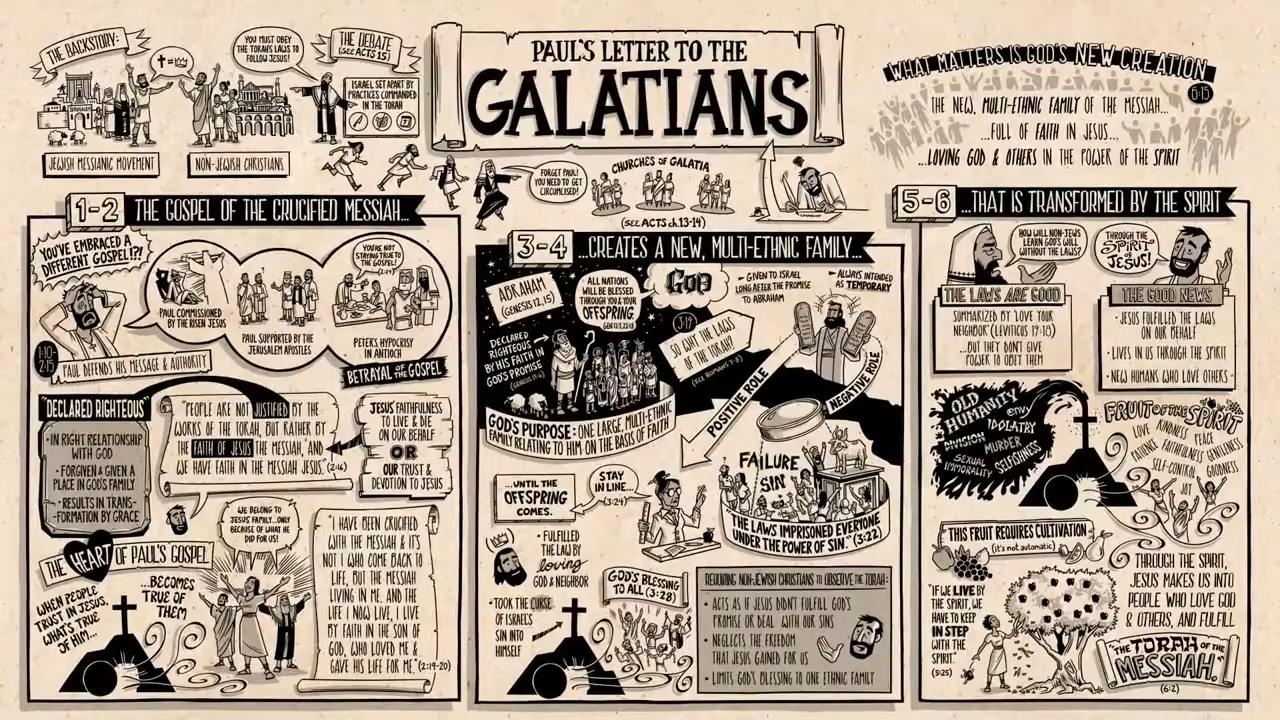 THE BACKSTORY:
YOU MUST OBEY
THE TORAH'S LAWS TO
FOLLOW JESUS!
THE DEBATE
(SEE ACTS 15)
ISRAEL SET APART BY
PRACTICES COMMANDED
IN THE TORAH
JEWISH MESSIANIC MOVEMENT
NON-JEWISH CHRISTIANS
PAUL'S LETTER TO THE
GALATIANS
FORGET PAUL!
YOU NEED TO GET
CIRCUMCISED!
CHURCHES OF GALATIA
(SEE ACTS ch.13-14)
WHAT MATTERS IS GOD'S NEW CREATION
6:15
THE NEW, MULTI-ETHNIC FAMILY OF THE MESSIAH...
...FULL OF FAITH IN JESUS...
...LOVING GOD & OTHERS IN THE POWER OF THE SPIRIT
1-2 THE GOSPEL OF THE CRUCIFIED MESSIAH...
YOU'VE EMBRACED A
DIFFERENT GOSPEL!?!
PAUL COMMISSIONED
BY THE RISEN JESUS
PAUL SUPPORTED BY THE
JERUSALEM APOSTLES
YOU'RE NOT
STAYING TRUE TO
THE GOSPEL!
(2:14)
PETER'S HYPOCRISY
IN ANTIOCH
1:10-
2:15
PAUL DEFENDS HIS MESSAGE & AUTHORITY
BETRAYAL OF THE GOSPEL
"DECLARED RIGHTEOUS"
• IN RIGHT RELATIONSHIP
WITH GOD
• FORGIVEN A GIVEN A
PLACE IN GOD'S FAMILY
• RESULTS IN TRANS-
FORMATION BY GRACE
"PEOPLE ARE NOT JUSTIFIED BY THE
WORKS OF THE TORAH, BUT RATHER BY
THE FAITH OF JESUS THE MESSIAH, "AND
WE HAVE FAITH IN THE MESSIAH JESUS." (2:16)
JESUS' FAITHFULNESS
TO LIVE & DIE
ON OUR BEHALF
OR
OUR TRUST &
DEVOTION TO JESUS
WE BELONG TO
JESUS' FAMILY...ONLY
BECAUSE OF WHAT HE
DID FOR US!
THE HEART OF PAUL'S GOSPEL
WHEN PEOPLE
TRUST IN JESUS,
WHAT'S TRUE
OF HIM...
...BECOMES
TRUE OF
THEM
"I HAVE BEEN CRUCIFIED
WITH THE MESSIAH & IT'S
NOT I WHO COME BACK TO
LIFE, BUT THE MESSIAH
LIVING IN ME, AND THE
LIFE I NOW LIVE, I LIVE
BY FAITH IN THE SON OF
GOD, WHO LOVED ME &
GAVE HIS LIFE FOR ME." (2:19-20)
3-4 ...CREATES A NEW, MULTI-ETHNIC FAMILY...
ABRAHAM
(GENESIS 12, 15)
ALL NATIONS
WILL BE BLESSED
THROUGH YOU & YOUR
OFFSPRING.
GOD
- GIVEN TO ISRAEL
LONG AFTER THE PROMISE
TO ABRAHAM
- ALWAYS INTENDED
AS TEMPORARY
DECLARED
RIGHTEOUS
BY HIS FAITH IN
GOD'S PROMISE
(GENESIS 15:6)
3:19
SO WHY THE LAWS
OF THE TORAH?
(SEE ROMANS 7-8)
POSITIVE ROLE
NEGATIVE ROLE
GOD'S PURPOSE: ONE LARGE, MULTI-ETHNIC
FAMILY RELATING TO HIM ON THE BASIS OF FAITH
...UNTIL THE
OFFSPRING
COMES.
STAY
IN LINE...
(3:24)
FAILURE
SIN
THE LAWS IMPRISONED EVERYONE
UNDER THE POWER OF SIN." (3:22)
• FULFILLED
THE LAW BY
loving
GOD & NEIGHBOR
• TOOK THE CURSE
OF ISRAEL'S
SIN INTO
HIMSELF
GOD'S BLESSING
TO ALL (3:28)
REQUIRING NON-JEWISH CHRISTIANS TO OBSERVE THE TORAH:
• ACTS AS IF JESUS DIDN'T FULFILL GOD'S
PROMISE OR DEAL WITH OUR SINS
• NEGLECTS THE FREEDOM
THAT JESUS GAINED FOR US
• LIMITS GOD'S BLESSING TO ONE ETHNIC FAMILY
5-6 ...THAT IS TRANSFORMED BY THE SPIRIT
HOW WILL NON-JEWS
LEARN GOD'S WILL
WITHOUT THE LAWS?
THROUGH THE
SPIRIT
OF JESUS!
THE LAWS ARE GOOD
SUMMARIZED BY "LOVE YOUR
NEIGHBOR" (LEVITICUS 19:18)
...BUT THEY DON'T GIVE
POWER TO OBEY THEM
THE GOOD NEWS
• JESUS FULFILLED THE LAWS
ON OUR BEHALF
• LIVES IN US THROUGH THE SPIRIT
• NEW HUMANS WHO LOVE OTHERS
OLD
HUMANITY
envy
IDOLATRY
DIVISION
MURDER
SEXUAL
IMMORALITY
SELFISHNESS
FRUIT OF THE SPIRIT
LOVE
KINDNESS
PEACE
PATIENCE
FAITHFULNESS
GENTLENESS
SELF-CONTROL
GOODNESS
JOY
THIS FRUIT REQUIRES CULTIVATION
(it's not automatic)
"IF WE LIVE BY
THE SPIRIT, WE
HAVE TO KEEP
IN STEP
WITH THE
SPIRIT."
(5:25)
THROUGH THE SPIRIT,
JESUS MAKES US INTO
PEOPLE WHO LOVE GOD
& OTHERS, AND FULFILL
"THE TORAH OF THE
MESSIAH."
(6:2)